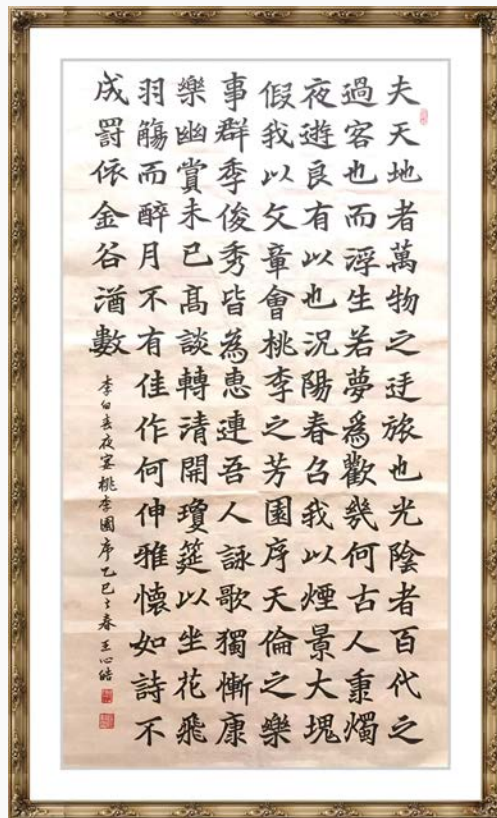 夫天地者萬物之逆旅也光陰者百代之
過客也而浮生若夢為歡幾何古人秉燭
夜遊良有以也況陽春召我以煙景大塊
假我以文章會桃李之芳園序天倫之樂
事群季俊秀皆為惠連吾人詠歌獨慚康
樂幽賞未已高談轉清開瓊筵以坐花飛
羽觴而醉月不有佳作何伸雅懷如詩不
成罰依金谷酒數
李白春夜宴桃李園序乙巳之春王心皓